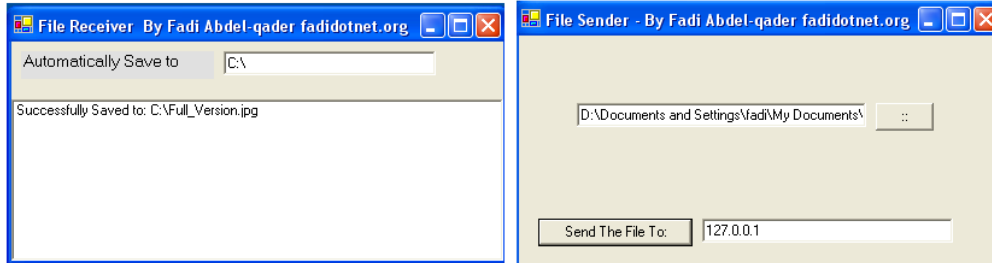 File Receiver By Fadi Abdel-qader fadidotnet.org
Automatically Save to
C:\
Successfully Saved to: C:\Full_Version.jpg
File Sender - By Fadi Abdel-qader fadidotnet.org
D:\Documents and Settings\fadi\My Documents\
::
Send The File To:
127.0.0.1